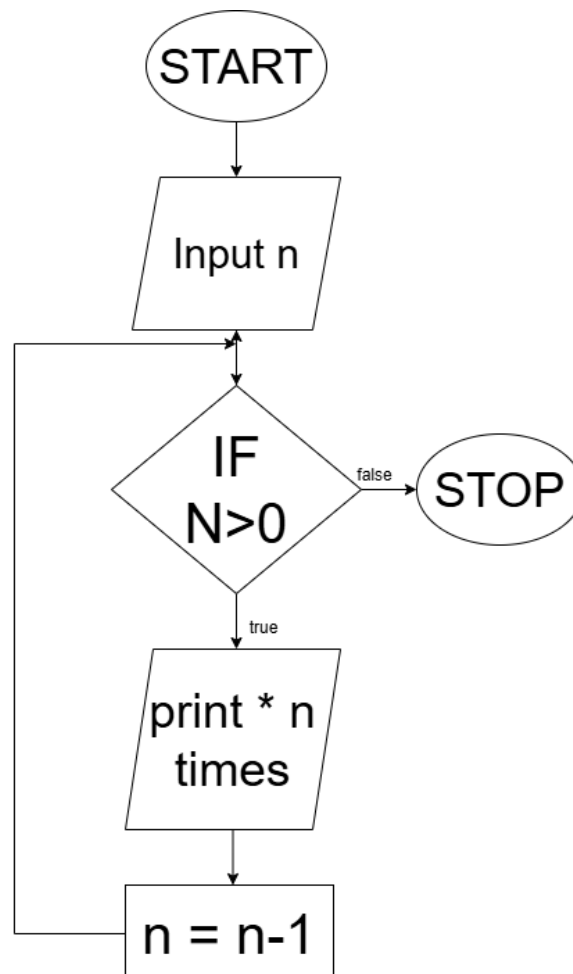 START
Input n
IF
N>0
false
STOP
true
print * n
times
n = n-1